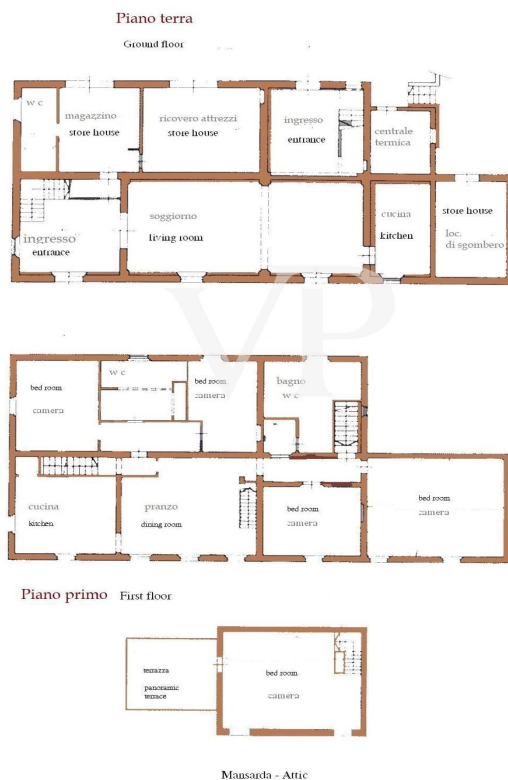 Piano terra
Ground floor
w c
magazzino
store house
ricovero attrezzi
store house
ingresso
entrance
centrale
termica
soggiorno
living room
cucina
kitchen
store house
loc.
di sgombero
ingresso
entrance
VP
bed room
camera
w c
bed room
camera
bagno
w c
cucina
kitchen
pranzo
dining room
bed room
camera
bed room
camera
Piano primo First floor
terrazza
panoramic
terrace
bed room
camera
Mansarda - Attic